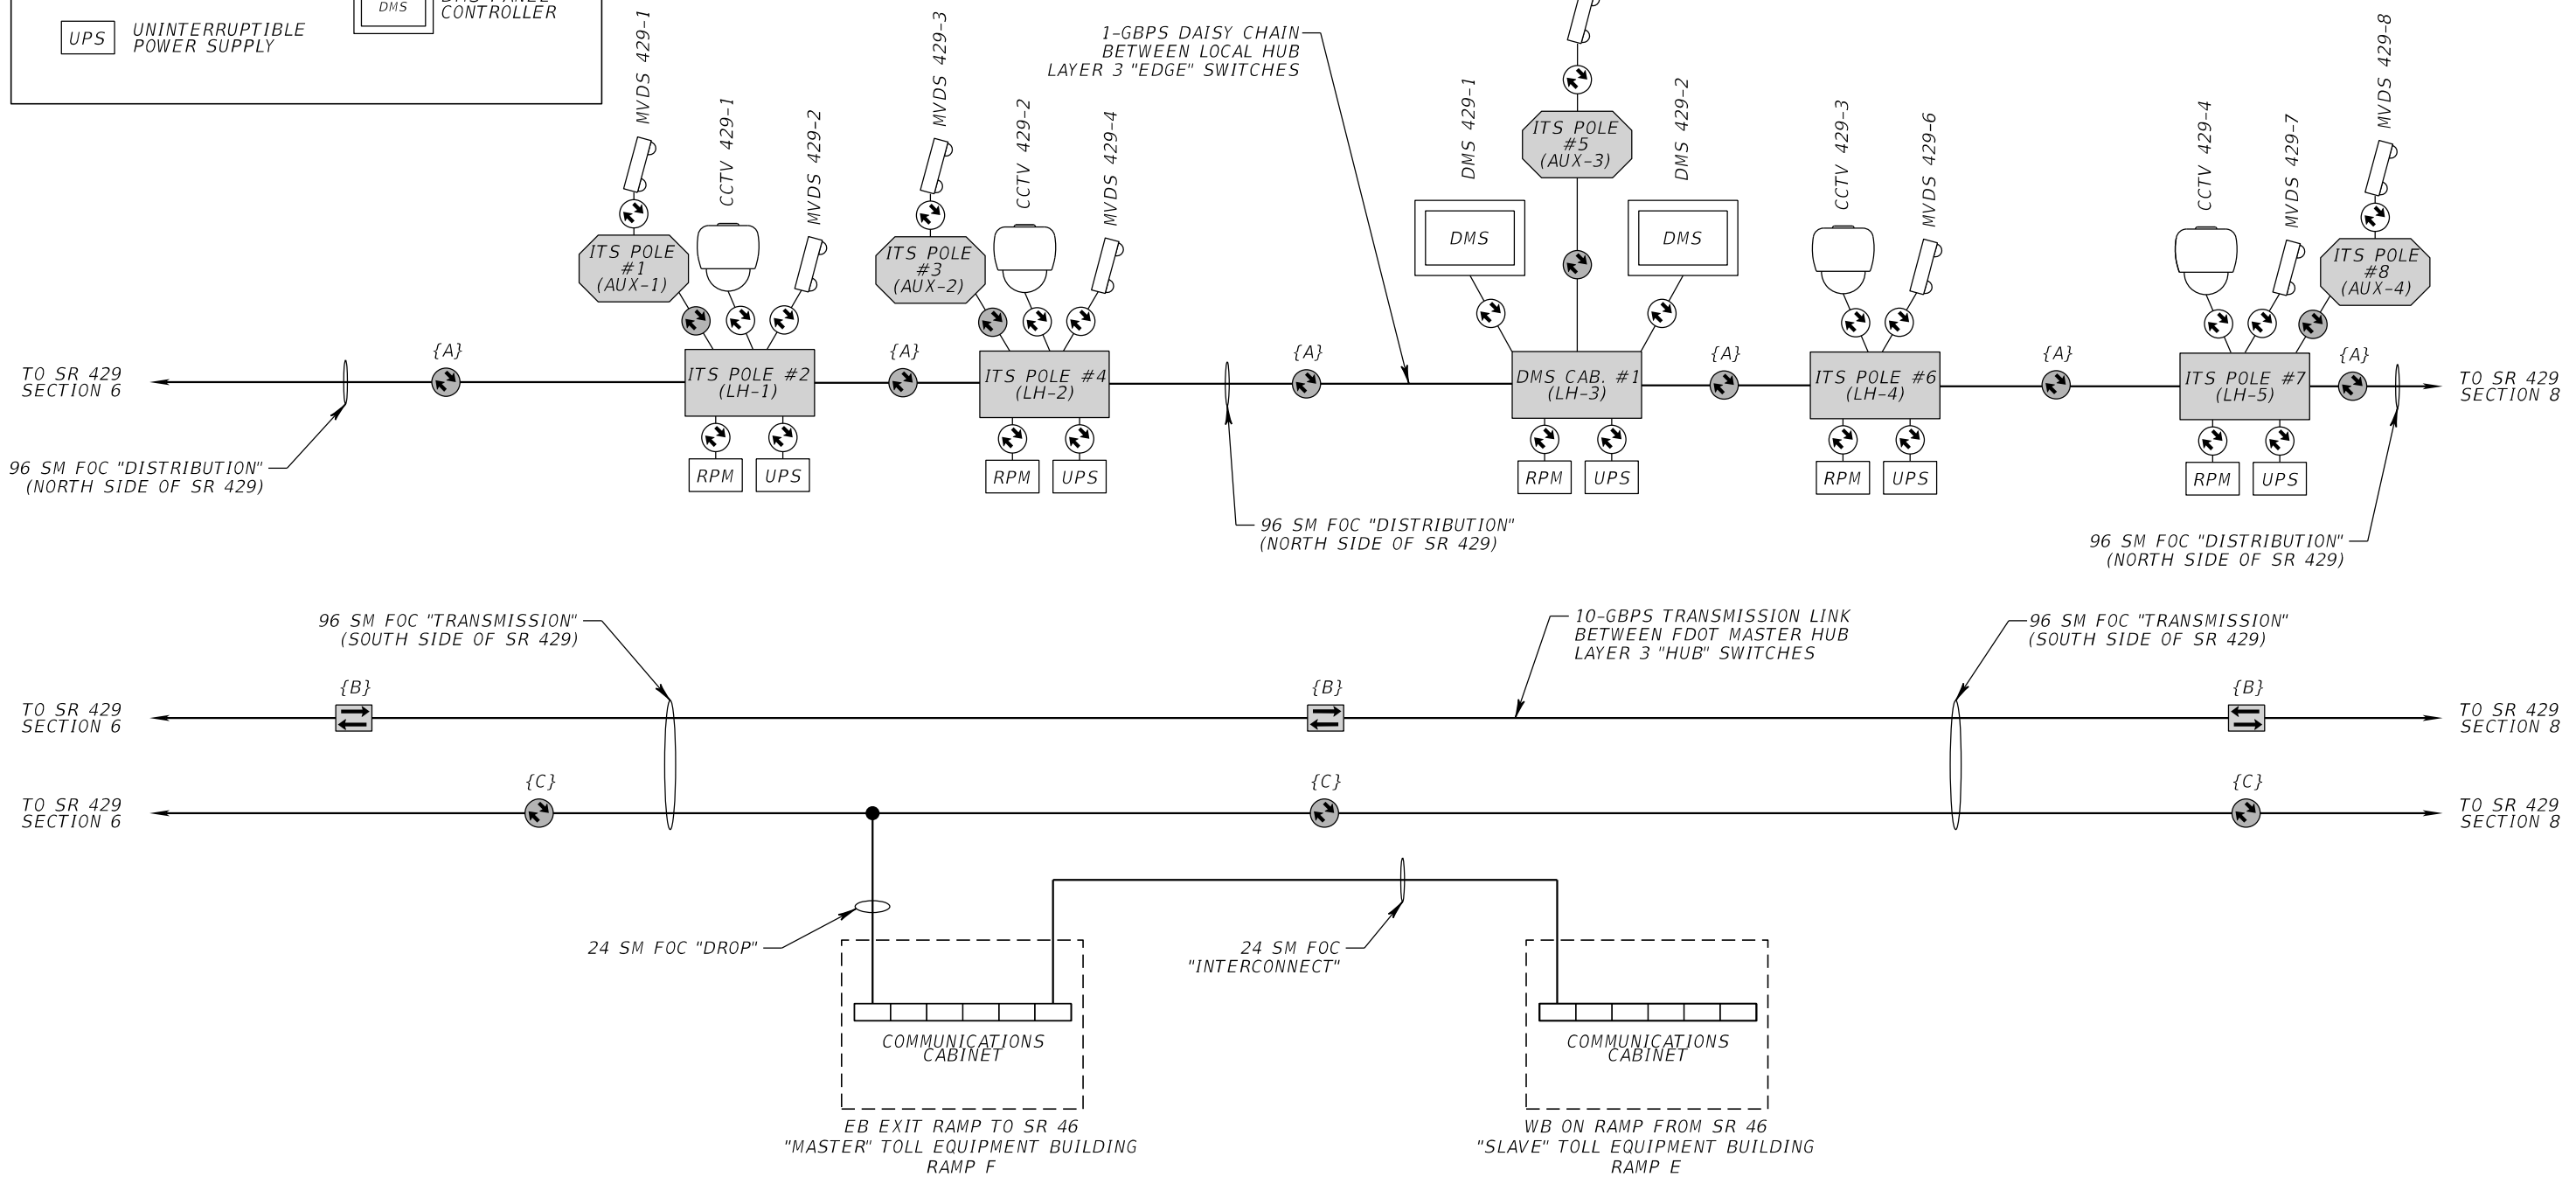 DMS
CONTROLLER
UPS
UNINTERRUPTIBLE
POWER SUPPLY
MVDS 429-1
CCTV 429-1
MVDS 429-2
MVDS 429-3
CCTV 429-2
MVDS 429-4
1-GBPS DAISY CHAIN
BETWEEN LOCAL HUB
LAYER 3 "EDGE" SWITCHES
DMS 429-1
DMS 429-2
CCTV 429-3
MVDS 429-6
CCTV 429-4
MVDS 429-7
MVDS 429-8
ITS POLE
#1
(AUX-1)
ITS POLE
#3
(AUX-2)
ITS POLE
#5
(AUX-3)
DMS
DMS
ITS POLE
#8
(AUX-4)
TO SR 429
SECTION 6
{A}
ITS POLE #2
(LH-1)
{A}
ITS POLE #4
(LH-2)
{A}
DMS CAB. #1
(LH-3)
{A}
ITS POLE #6
(LH-4)
{A}
ITS POLE #7
(LH-5)
{A}
TO SR 429
SECTION 8
RPM
UPS
RPM
UPS
RPM
UPS
RPM
UPS
RPM
UPS
96 SM FOC "DISTRIBUTION"
(NORTH SIDE OF SR 429)
96 SM FOC "DISTRIBUTION"
(NORTH SIDE OF SR 429)
96 SM FOC "DISTRIBUTION"
(NORTH SIDE OF SR 429)
96 SM FOC "TRANSMISSION"
(SOUTH SIDE OF SR 429)
10-GBPS TRANSMISSION LINK
BETWEEN FDOT MASTER HUB
LAYER 3 "HUB" SWITCHES
96 SM FOC "TRANSMISSION"
(SOUTH SIDE OF SR 429)
TO SR 429
SECTION 6
{B}
{B}
{B}
TO SR 429
SECTION 8
TO SR 429
SECTION 6
{C}
{C}
{C}
TO SR 429
SECTION 8
24 SM FOC "DROP"
24 SM FOC
"INTERCONNECT"
COMMUNICATIONS
CABINET
COMMUNICATIONS
CABINET
EB EXIT RAMP TO SR 46
"MASTER" TOLL EQUIPMENT BUILDING
RAMP F
WB ON RAMP FROM SR 46
"SLAVE" TOLL EQUIPMENT BUILDING
RAMP E